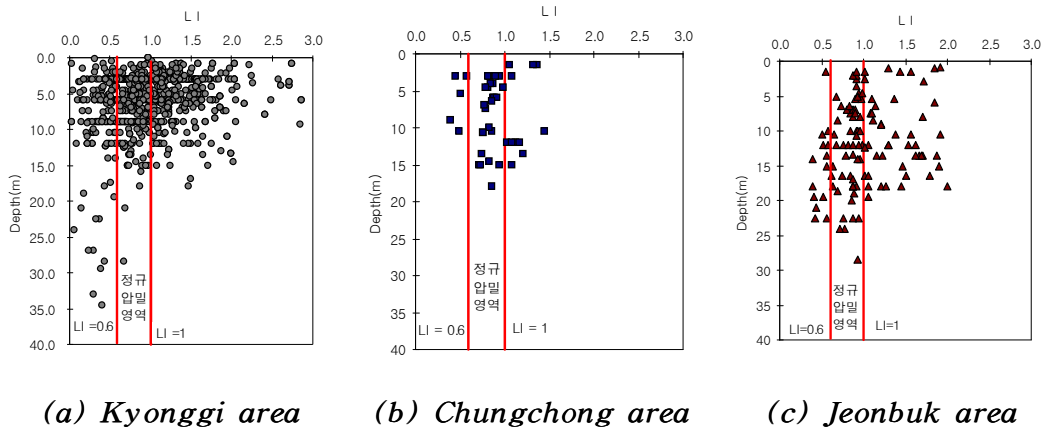 L I
0.0 0.5 1.0 1.5 2.0 2.5 3.0
0.0
5.0
10.0
15.0
20.0
25.0
30.0
35.0
40.0
Depth(m)
정규
압밀
영역
LI =0.6
LI =1
(a) Kyonggi area
L I
0.0 0.5 1.0 1.5 2.0 2.5 3.0
0
5
10
15
20
25
30
35
40
Depth(m)
정규
압밀
영역
LI = 0.6
LI = 1
(b) Chungchong area
L I
0.0 0.5 1.0 1.5 2.0 2.5 3.0
0
5
10
15
20
25
30
35
40
Depth(m)
정규
압밀
영역
LI=0.6
LI=1
(c) Jeonbuk area